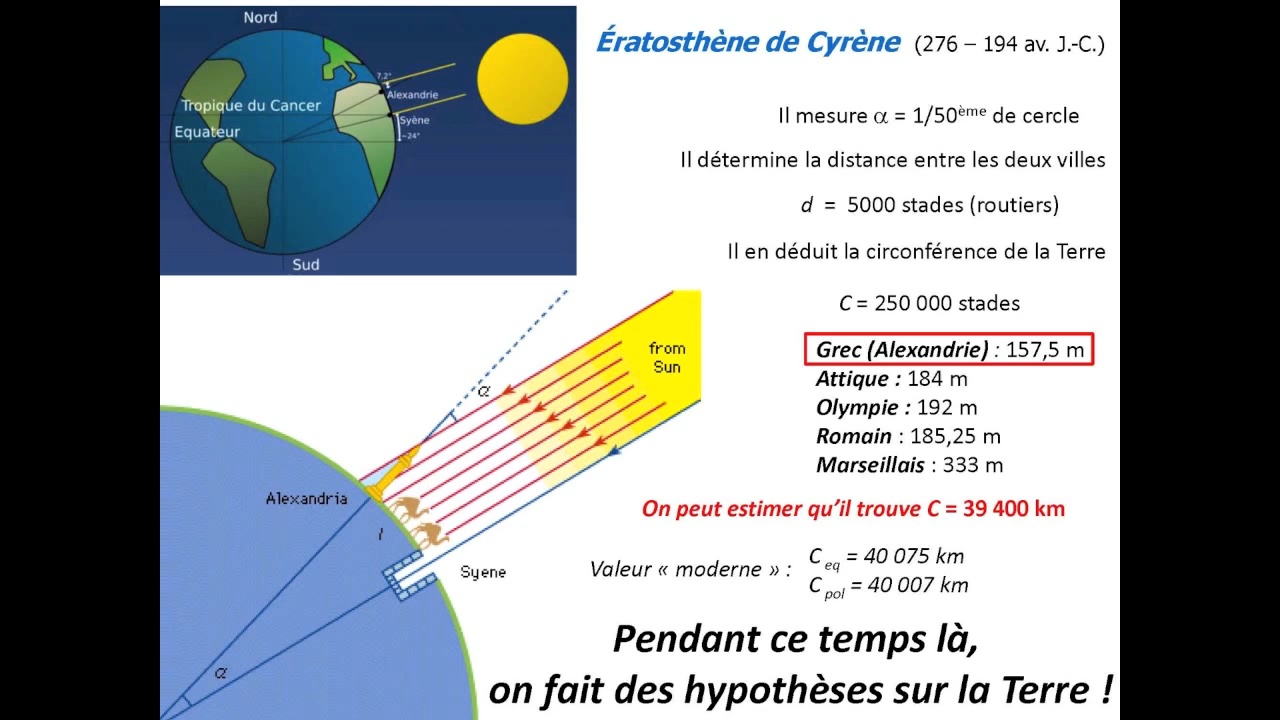 Nord
7,2°
Alexandrie
Tropique du Cancer
Syène
Equateur
~24°
Sud
Ératosthène de Cyrène (276 – 194 av. J.-C.)
Il mesure α = 1/50ème de cercle
Il détermine la distance entre les deux villes
d = 5000 stades (routiers)
Il en déduit la circonférence de la Terre
C = 250 000 stades
Grec (Alexandrie) : 157,5 m
Attique : 184 m
Olympie : 192 m
Romain : 185,25 m
Marseillais : 333 m
On peut estimer qu’il trouve C = 39 400 km
Valeur « moderne » :
C eq = 40 075 km
C pol = 40 007 km
from
Sun
α
Alexandria
l
Syene
α
Pendant ce temps là,
on fait des hypothèses sur la Terre !